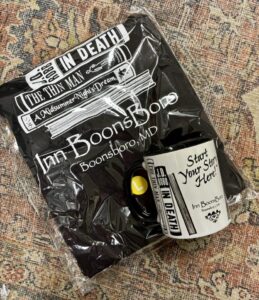 IN DEATH
THE THIN MAN
A Midsummer Night's Dream
Inn BoonsBoro
Boonsboro, MD
L
IN DEATH
Start
Your Story
Here!
Inn BoonsBoro